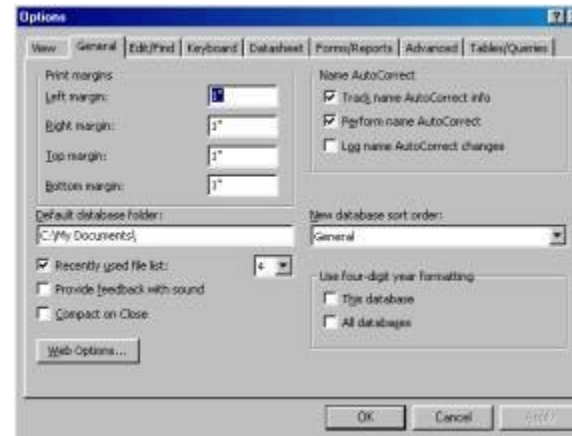 Options
View General Edit/Find Keyboard Datasheet Forms/Reports Advanced Tables/Queries
Print margins
Left margin: 1"
Right margin: 1"
Top margin: 1"
Bottom margin: 1"
Name AutoCorrect
Track name AutoCorrect info
Perform name AutoCorrect
Log name AutoCorrect changes
Default database folder:
C:\My Documents\
New database sort order:
General
Recently used file list: 4
Provide feedback with sound
Compact on Close
Use four-digit year formatting
This database
All databases
Web Options...
OK Cancel Apply